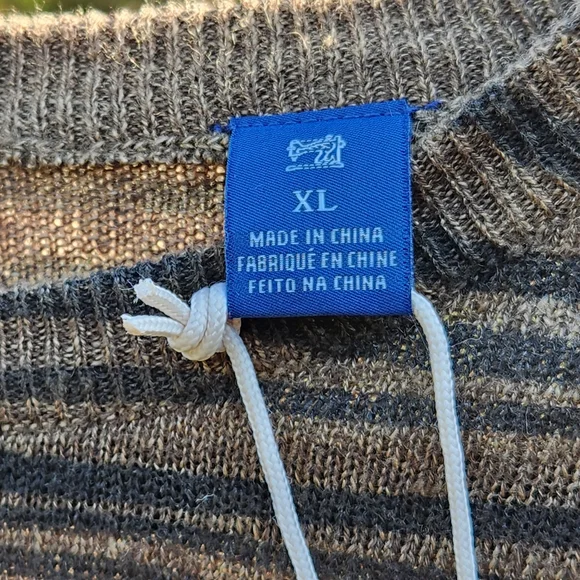 XL
MADE IN CHINA
FABRIQUÉ EN CHINE
FEITO NA CHINA